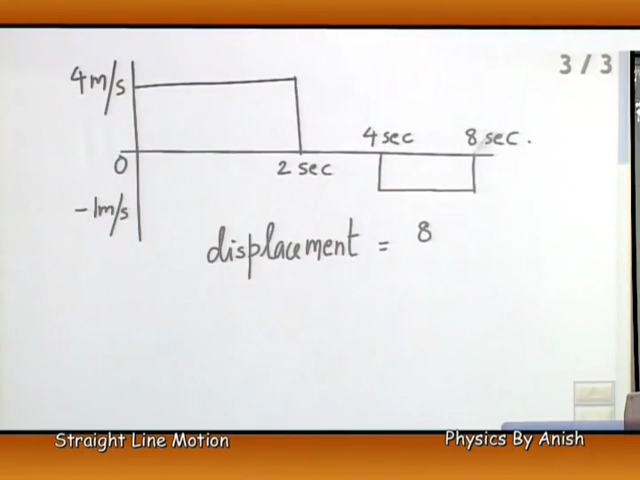 3 / 3
4m/s
4 sec 8 sec.
0 2 sec
-1m/s
displacement = 8
Straight Line Motion Physics By Anish